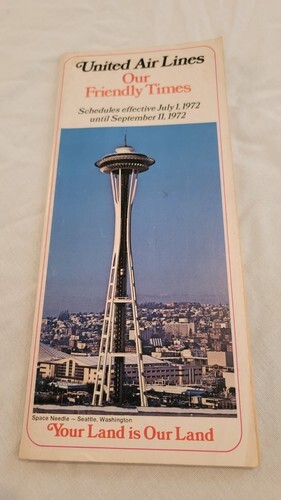 United Air Lines
Our
Friendly Times
Schedules effective July 1, 1972
until September 11, 1972
Space Needle – Seattle, Washington
Your Land is Our Land